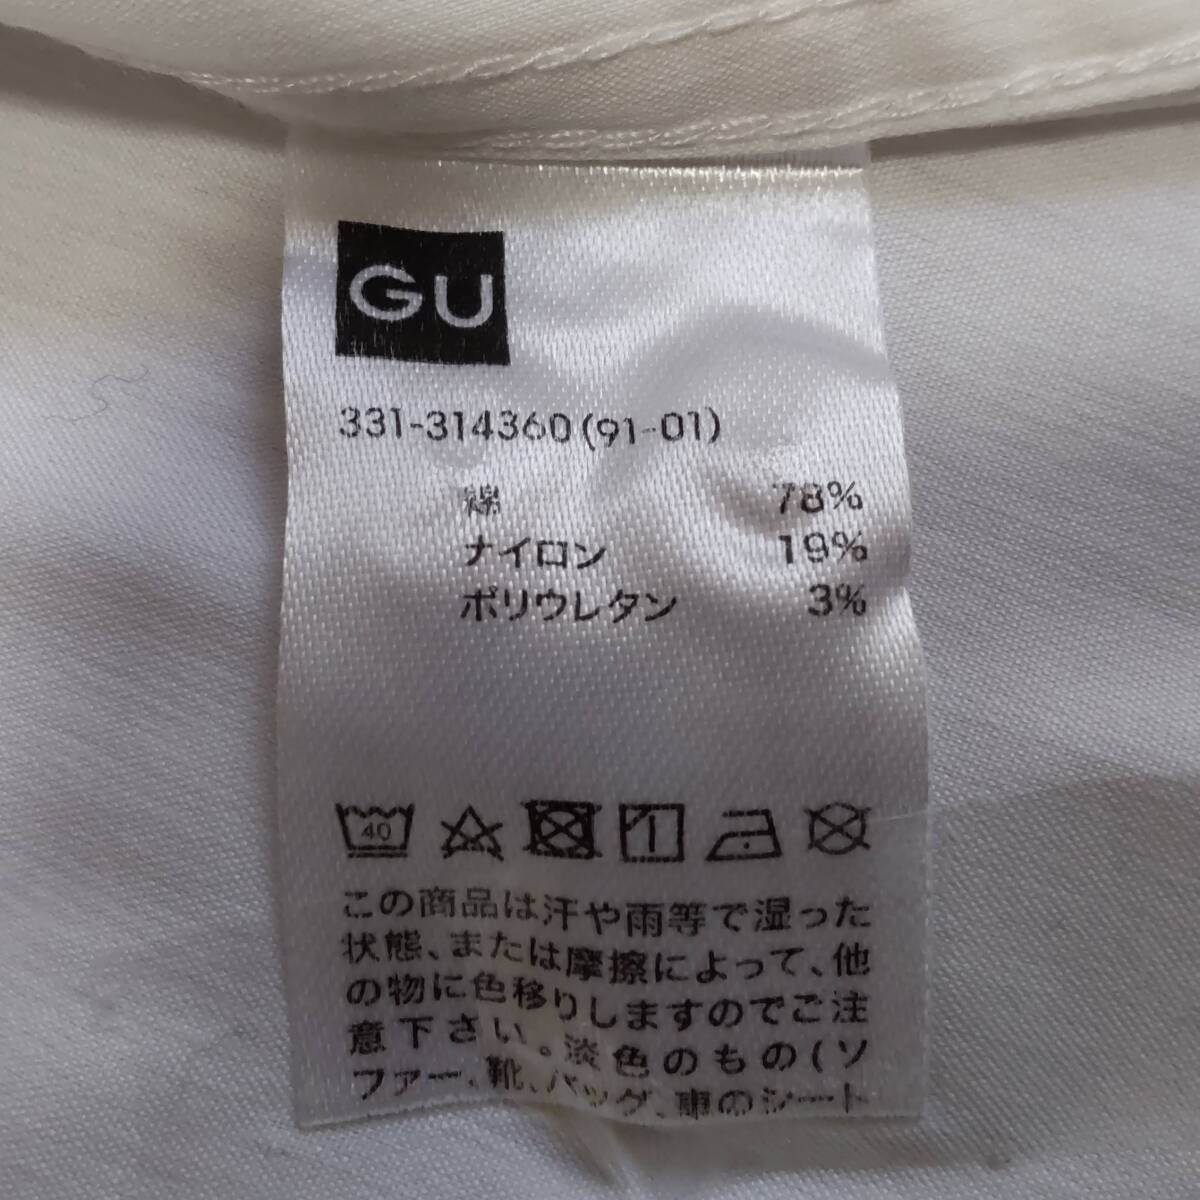 GU
331-314360(91-01)
綿 78%
ナイロン 19%
ポリウレタン 3%
40
この商品は汗や雨等で湿った
状態、または摩擦によって、他
の物に色移りしますのでご注
意下さい。淡色のもの(ソ
ファー、靴、バッグ、車のシート